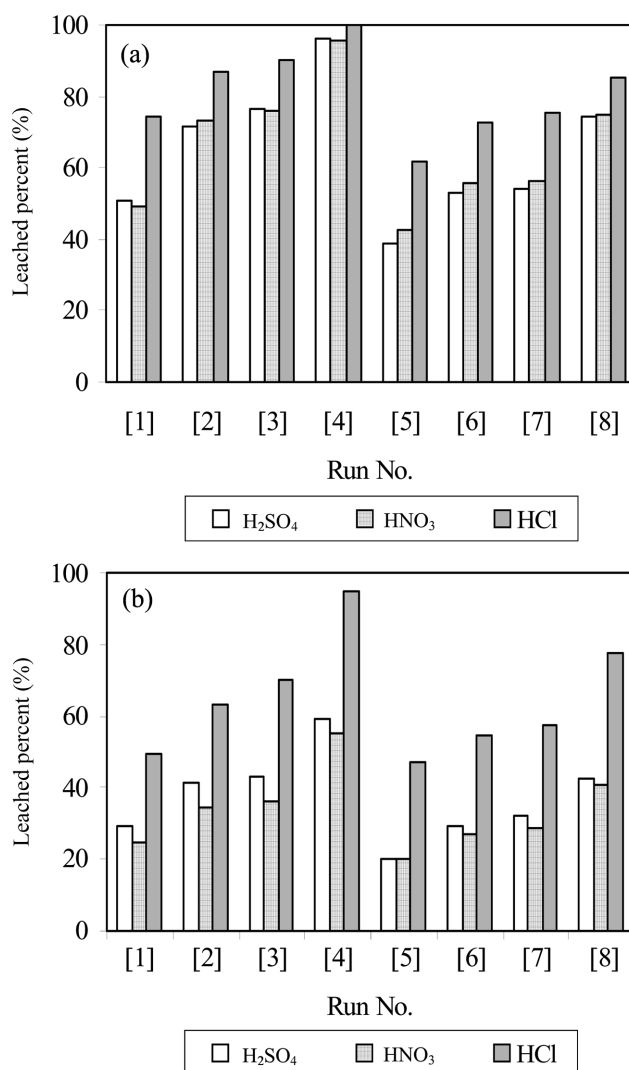 (a)
Leached percent (%)
100
80
60
40
20
0
[1] [2] [3] [4] [5] [6] [7] [8]
Run No.
H₂SO₄ HNO₃ HCl
(b)
Leached percent (%)
100
80
60
40
20
0
[1] [2] [3] [4] [5] [6] [7] [8]
Run No.
H₂SO₄ HNO₃ HCl